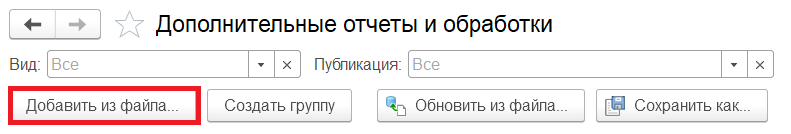 Дополнительные отчеты и обработки
Вид: Все Публикация: Все
Добавить из файла... Создать группу Обновить из файла... Сохранить как...